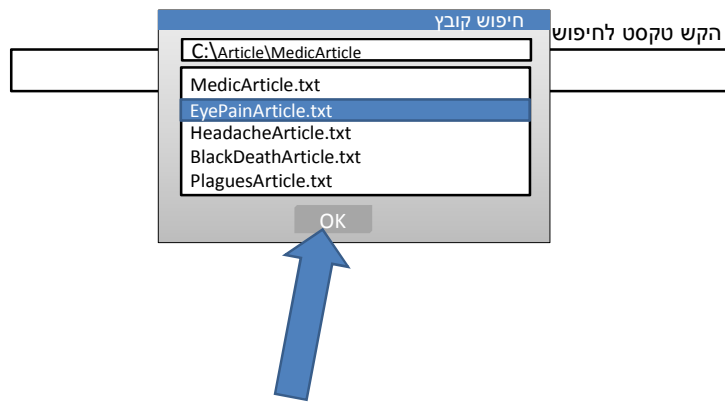 חיפוש קובץ
הקש טקסט לחיפוש
C:\Article\MedicArticle
MedicArticle.txt
EyePainArticle.txt
HeadacheArticle.txt
BlackDeathArticle.txt
PlaguesArticle.txt
OK